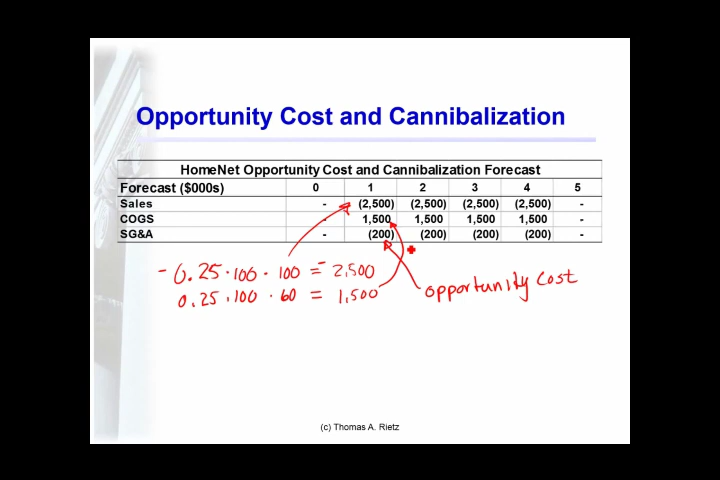 Opportunity Cost and Cannibalization
HomeNet Opportunity Cost and Cannibalization Forecast
Forecast ($000s) 0 1 2 3 4 5
Sales - (2,500) (2,500) (2,500) (2,500) -
COGS - 1,500 1,500 1,500 1,500 -
SG&A - (200) (200) (200) (200) -
- 0.25 · 100 · 100 = - 2,500
0.25 · 100 · 60 = 1,500
opportunity cost
(c) Thomas A. Rietz